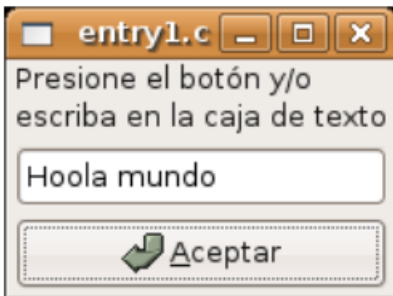 entry1.c
Presione el botón y/o
escriba en la caja de texto
Hoola mundo
Aceptar